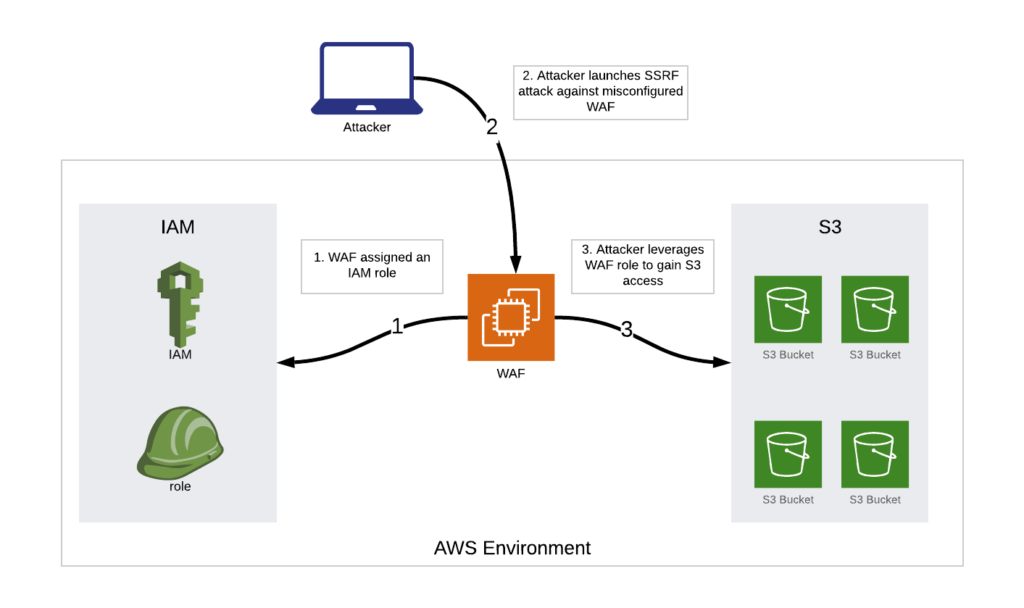 2. Attacker launches SSRF
attack against misconfigured
WAF
Attacker
2
IAM
S3
1. WAF assigned an
IAM role
3. Attacker leverages
WAF role to gain S3
access
1
3
IAM
WAF
S3 Bucket
S3 Bucket
role
S3 Bucket
S3 Bucket
AWS Environment